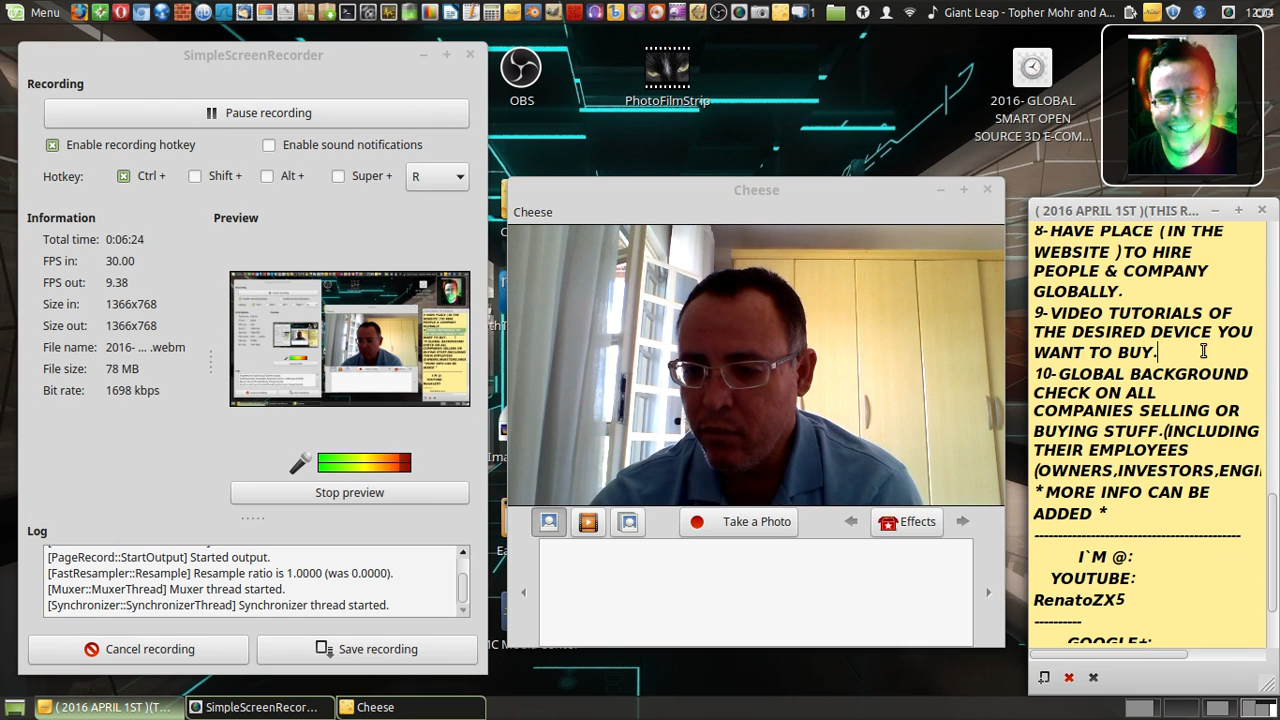 Giant Leap - Topher Mohr and A...
1
SimpleScreenRecorder
Recording
Pause recording
Enable recording hotkey
Enable sound notifications
Hotkey:
Ctrl +
Shift +
Alt +
Super +
R
Information
Preview
Total time: 0:06:24
FPS in: 30.00
FPS out: 9.38
Size in: 1366x768
Size out: 1366x768
File name: 2016- ... .webm
File size: 78 MB
Bit rate: 1698 kbps
Stop preview
Log
[PageRecord::StartOutput] Started output.
[FastResampler::Resample] Resample ratio is 1.0000 (was 0.0000).
[Muxer::MuxerThread] Muxer thread started.
[Synchronizer::SynchronizerThread] Synchronizer thread started.
Cancel recording
Save recording
OBS
PhotoFilmStrip
2016- GLOBAL
SMART OPEN
SOURCE 3D E-COM...
Cheese
Cheese
Take a Photo
Effects
( 2016 APRIL 1ST )(THIS R...
8-HAVE PLACE ( IN THE
WEBSITE ) TO HIRE
PEOPLE & COMPANY
GLOBALLY.
9-VIDEO TUTORIALS OF
THE DESIRED DEVICE YOU
WANT TO BUY.
10-GLOBAL BACKGROUND
CHECK ON ALL
COMPANIES SELLING OR
BUYING STUFF.(INCLUDING
THEIR EMPLOYEES
(OWNERS,INVESTORS,ENGI
*MORE INFO CAN BE
ADDED *
-------------------------------------------
I`M @:
YOUTUBE:
RenatoZX5
----------
GOOGLE+:
( 2016 APRIL 1ST )(T...
SimpleScreenRecor...
Cheese